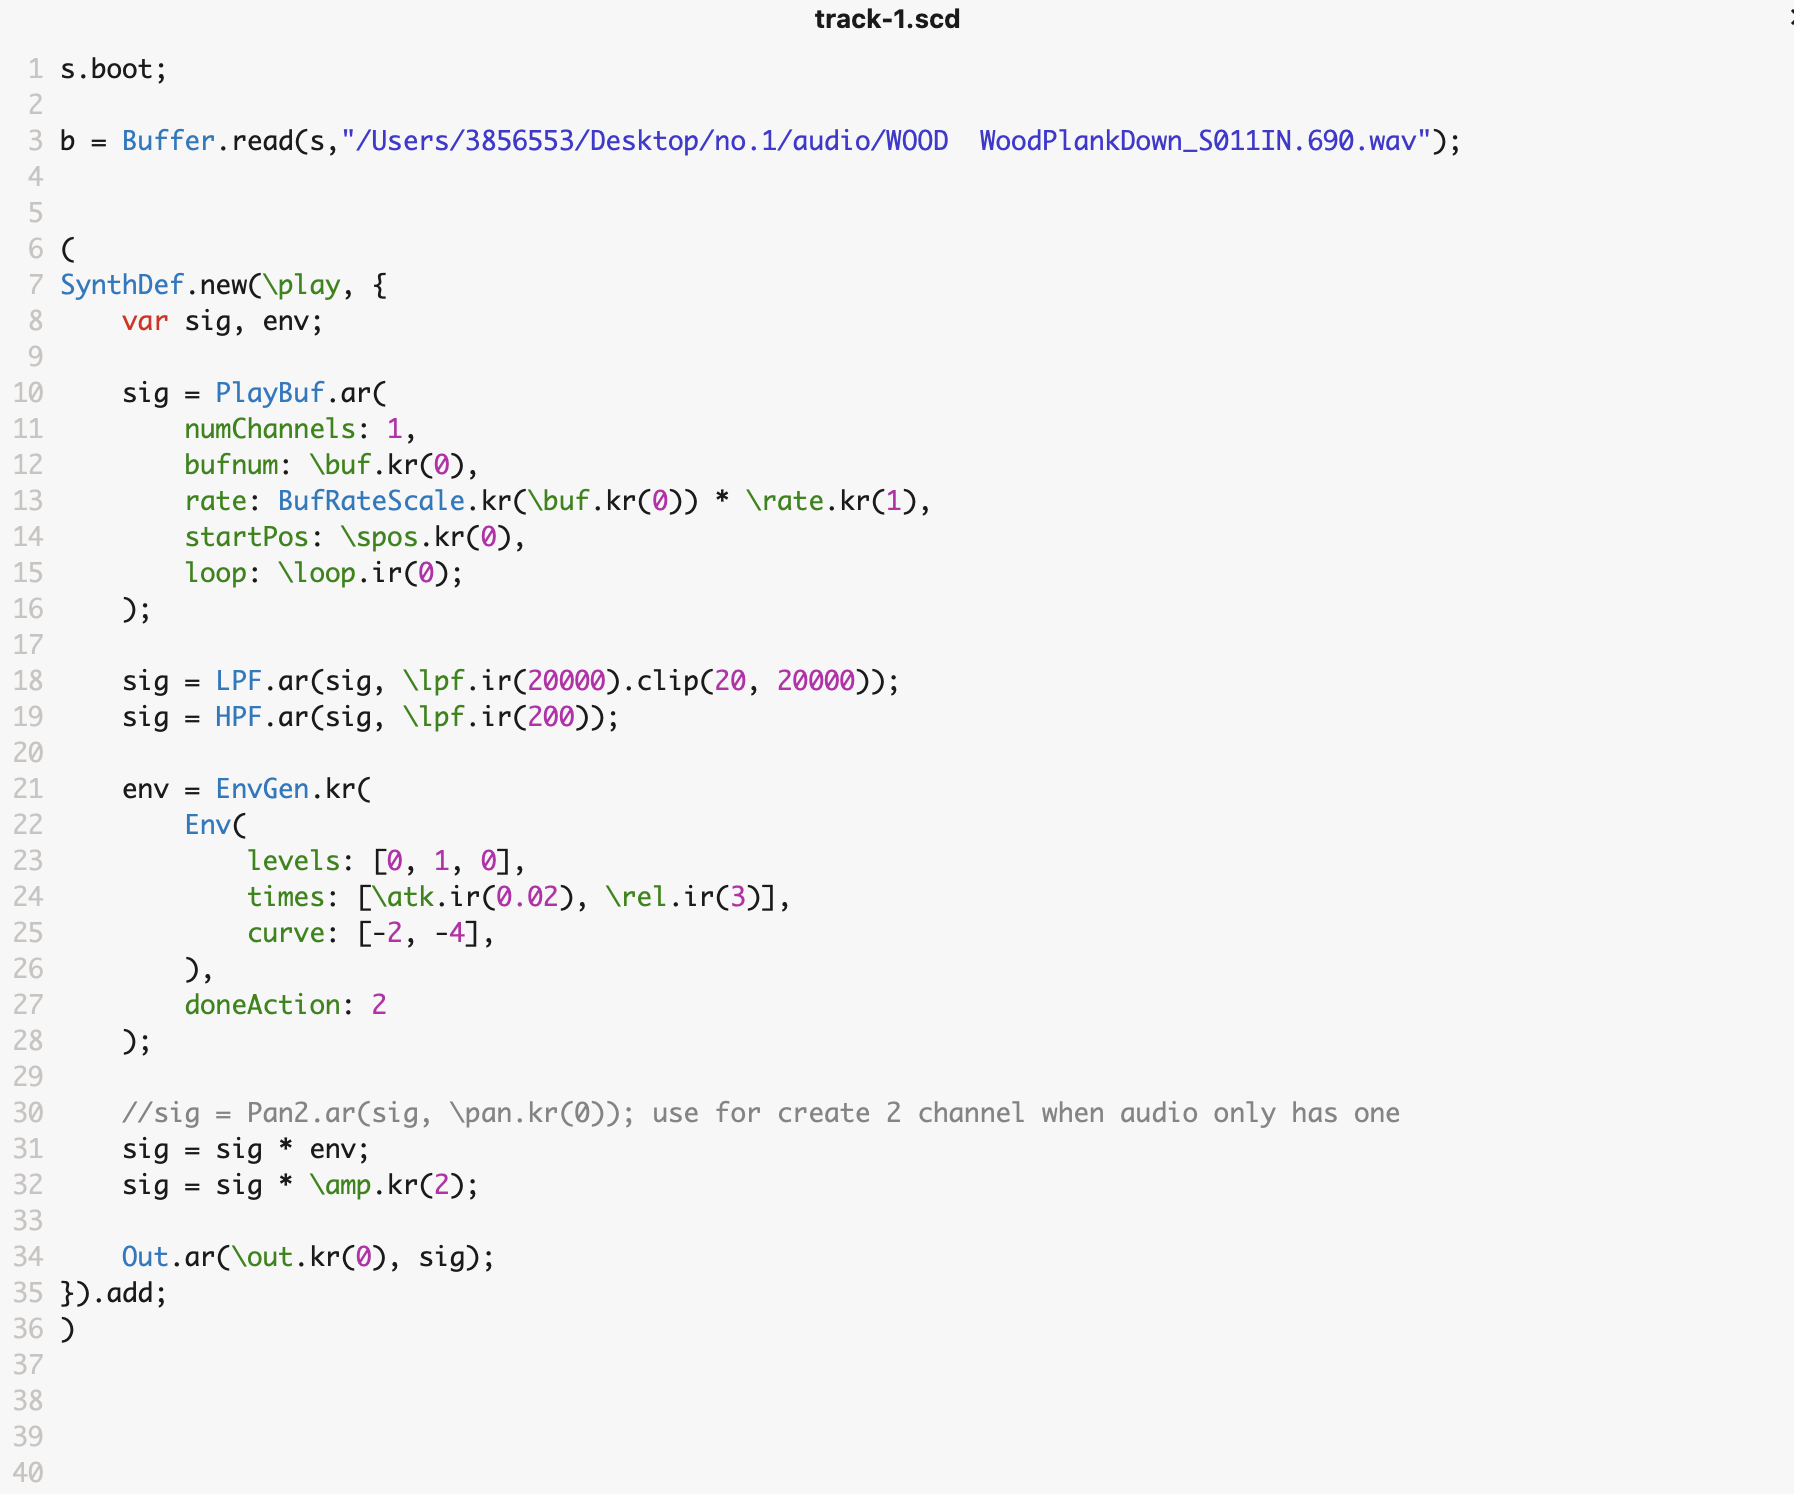 track-1.scd
1 s.boot;
2
3 b = Buffer.read(s,"/Users/3856553/Desktop/no.1/audio/WOOD  WoodPlankDown_S011IN.690.wav");
4
5
6 (
7 SynthDef.new(\play, {
8     var sig, env;
9
10     sig = PlayBuf.ar(
11         numChannels: 1,
12         bufnum: \buf.kr(0),
13         rate: BufRateScale.kr(\buf.kr(0)) * \rate.kr(1),
14         startPos: \spos.kr(0),
15         loop: \loop.ir(0);
16     );
17
18     sig = LPF.ar(sig, \lpf.ir(20000).clip(20, 20000));
19     sig = HPF.ar(sig, \lpf.ir(200));
20
21     env = EnvGen.kr(
22         Env(
23             levels: [0, 1, 0],
24             times: [\atk.ir(0.02), \rel.ir(3)],
25             curve: [-2, -4],
26         ),
27         doneAction: 2
28     );
29
30     //sig = Pan2.ar(sig, \pan.kr(0)); use for create 2 channel when audio only has one
31     sig = sig * env;
32     sig = sig * \amp.kr(2);
33
34     Out.ar(\out.kr(0), sig);
35 }).add;
36 )
37
38
39
40